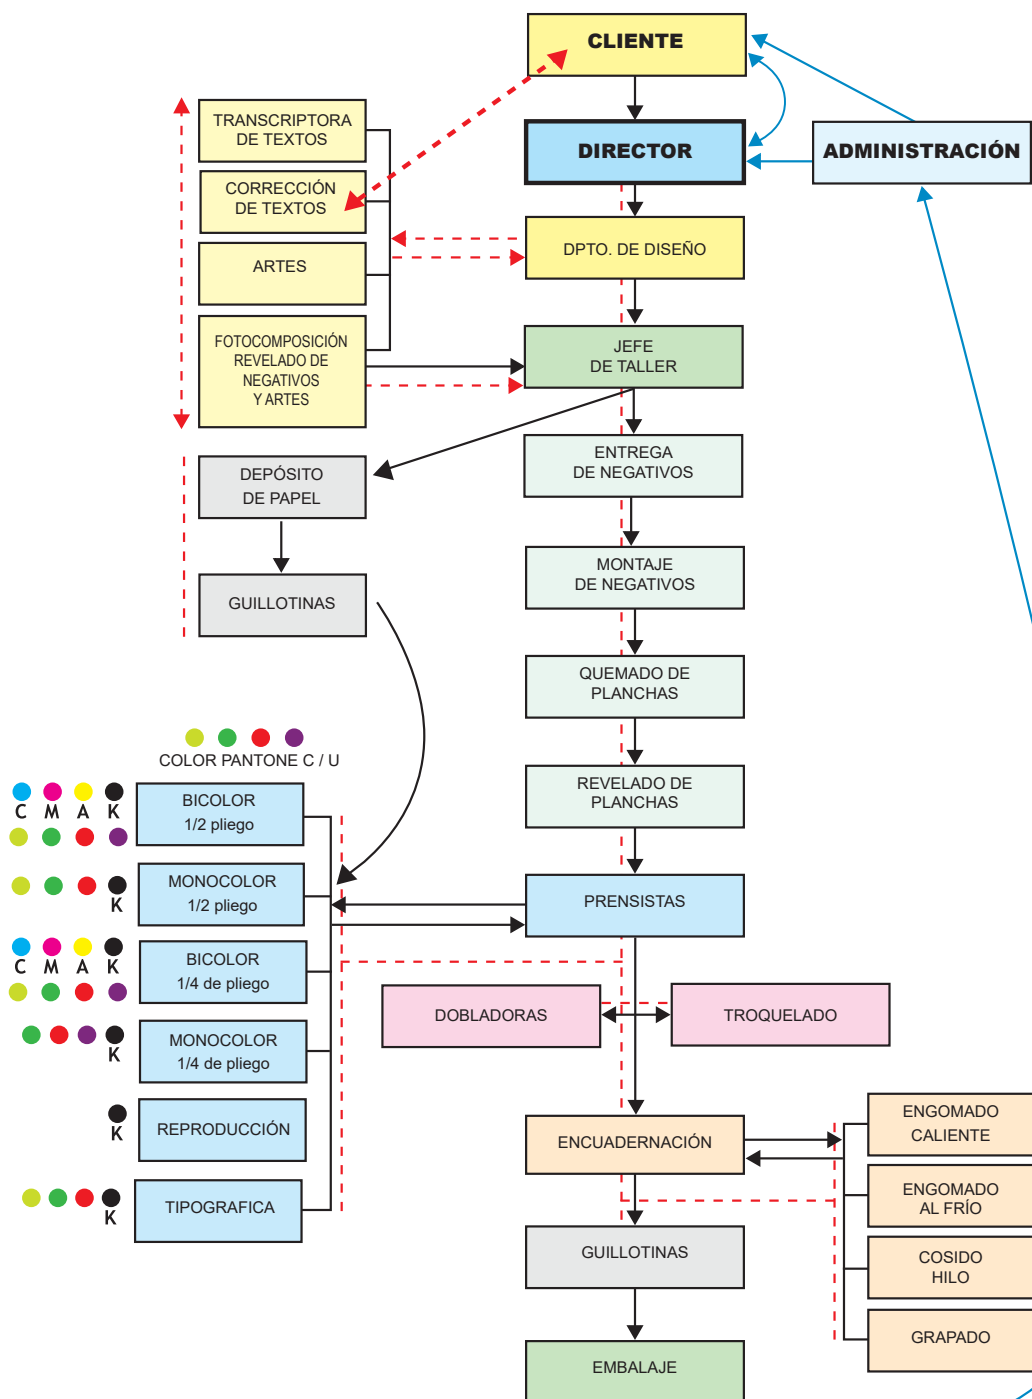 CLIENTE
TRANSCRIPTORA
DE TEXTOS
DIRECTOR
ADMINISTRACIÓN
CORRECCIÓN
DE TEXTOS
DPTO. DE DISEÑO
ARTES
FOTOCOMPOSICIÓN
REVELADO DE
NEGATIVOS
Y ARTES
JEFE
DE TALLER
ENTREGA
DE NEGATIVOS
DEPÓSITO
DE PAPEL
MONTAJE
DE NEGATIVOS
GUILLOTINAS
QUEMADO DE
PLANCHAS
COLOR PANTONE C / U
REVELADO DE
PLANCHAS
C M A K
BICOLOR
1/2 pliego
K
MONOCOLOR
1/2 pliego
PRENSISTAS
C M A K
BICOLOR
1/4 de pliego
DOBLADORAS
TROQUELADO
K
MONOCOLOR
1/4 de pliego
K
REPRODUCCIÓN
ENCUADERNACIÓN
ENGOMADO
CALIENTE
K
TIPOGRAFICA
ENGOMADO
AL FRÍO
GUILLOTINAS
COSIDO
HILO
GRAPADO
EMBALAJE